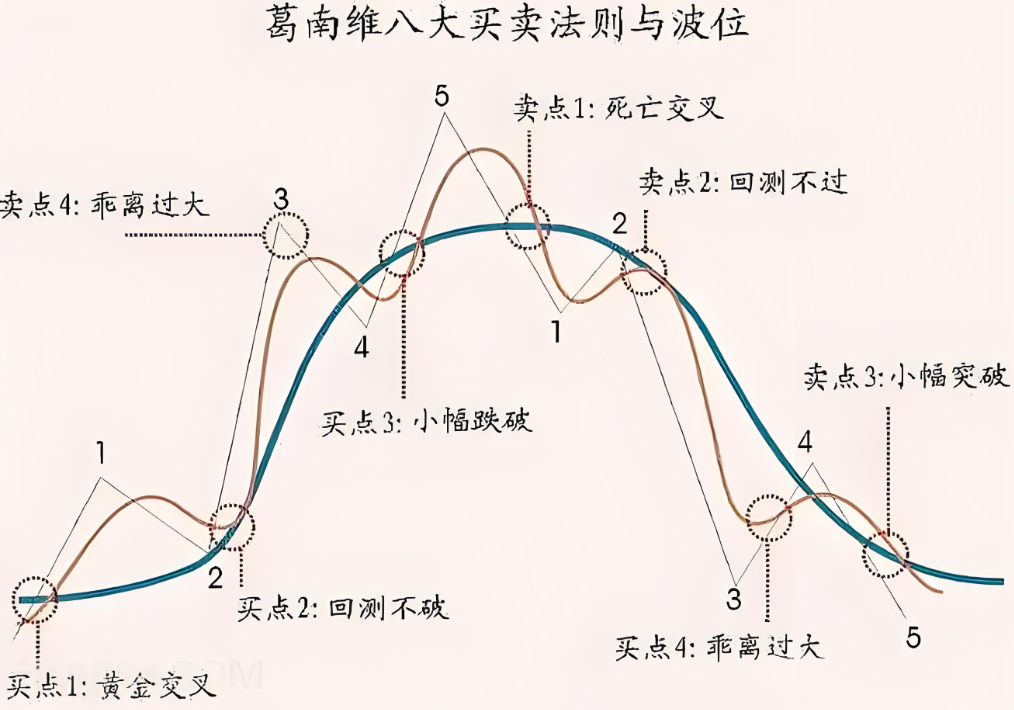 葛南维八大买卖法则与波位
5
卖点1: 死亡交叉
卖点2: 回测不过
卖点4: 乖离过大
3
2
4
1
卖点3:小幅突破
买点3: 小幅跌破
1
4
2
买点2: 回测不破
3
5
买点4: 乖离过大
买点1: 黄金交叉